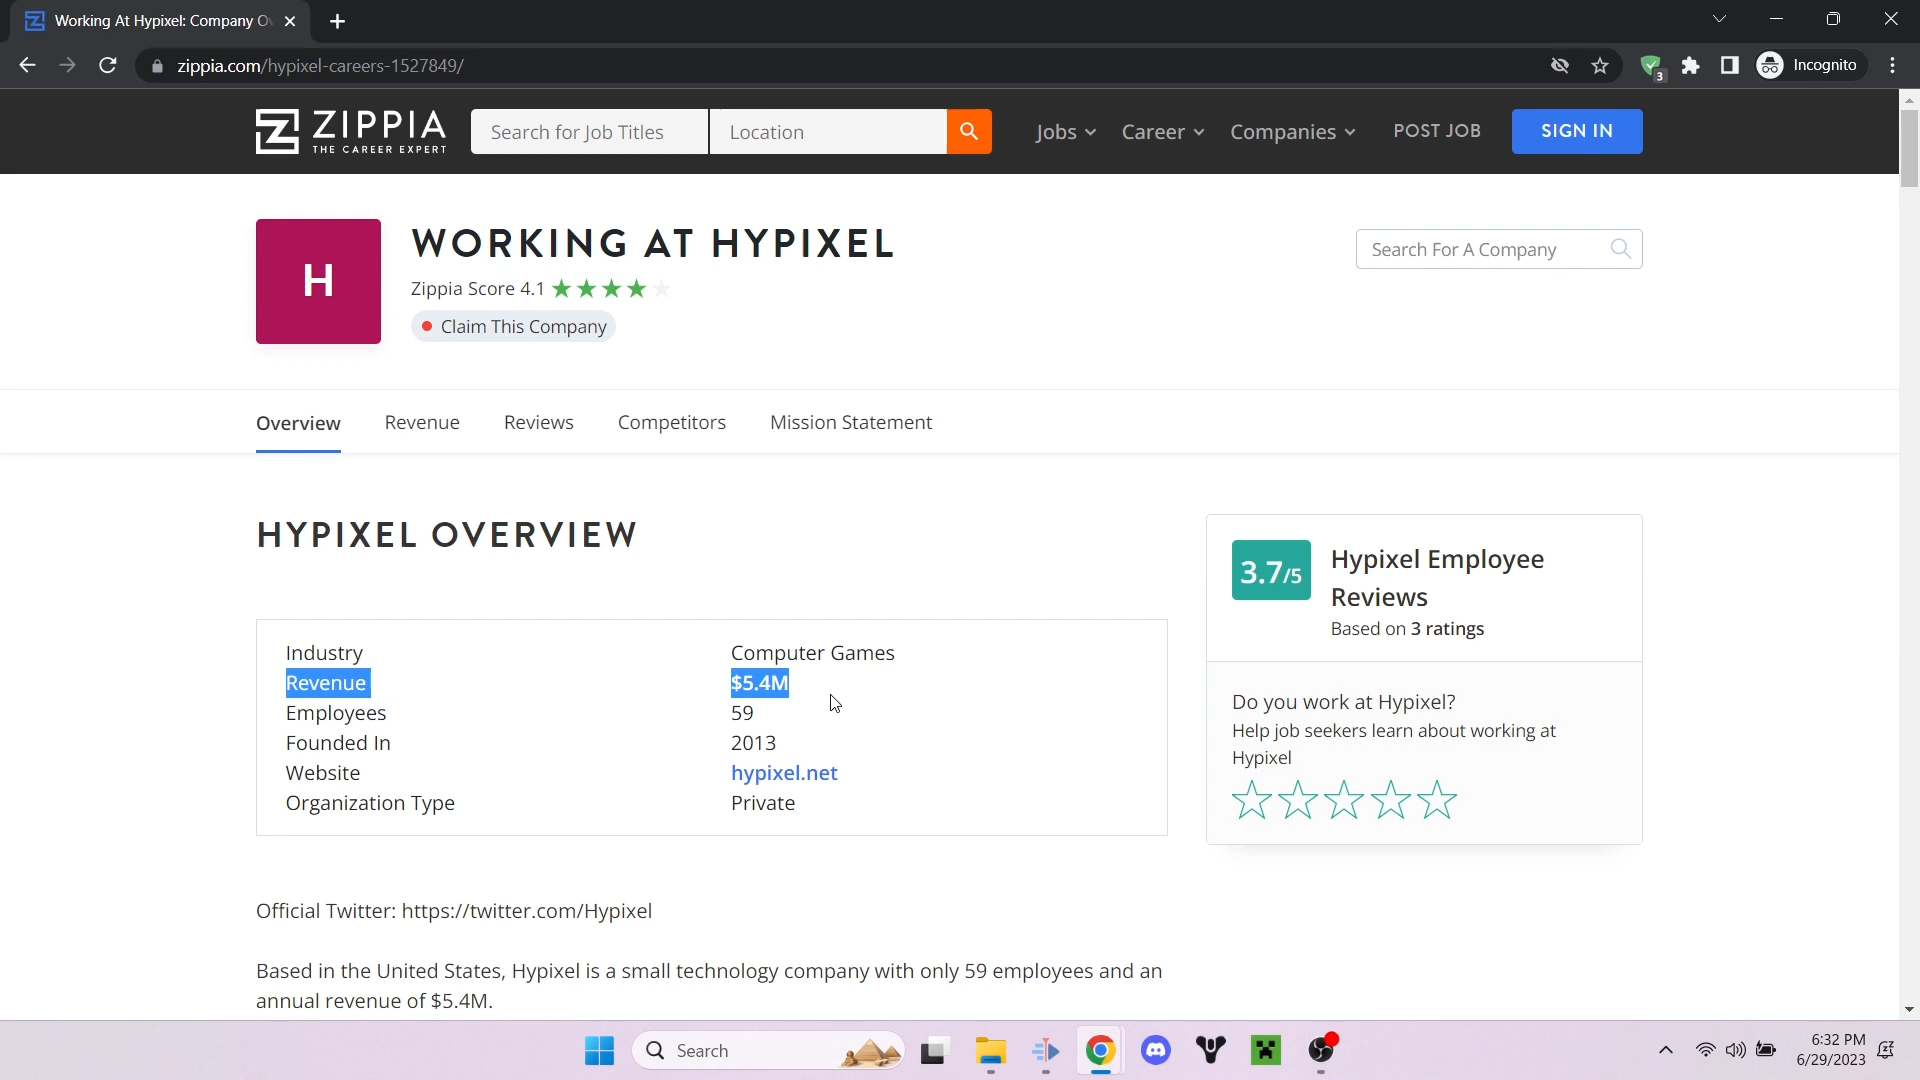 Working At Hypixel: Company O
zippia.com/hypixel-careers-1527849/
3
Incognito
ZIPPIA
THE CAREER EXPERT
Search for Job Titles
Location
Jobs
Career
Companies
POST JOB
SIGN IN
H
WORKING AT HYPIXEL
Zippia Score 4.1
Claim This Company
Search For A Company
Overview
Revenue
Reviews
Competitors
Mission Statement
HYPIXEL OVERVIEW
Industry Computer Games
Revenue $5.4M
Employees 59
Founded In 2013
Website hypixel.net
Organization Type Private
3.7/5
Hypixel Employee
Reviews
Based on 3 ratings
Do you work at Hypixel?
Help job seekers learn about working at
Hypixel
Official Twitter: https://twitter.com/Hypixel
Based in the United States, Hypixel is a small technology company with only 59 employees and an
annual revenue of $5.4M.
Search
6:32 PM
6/29/2023